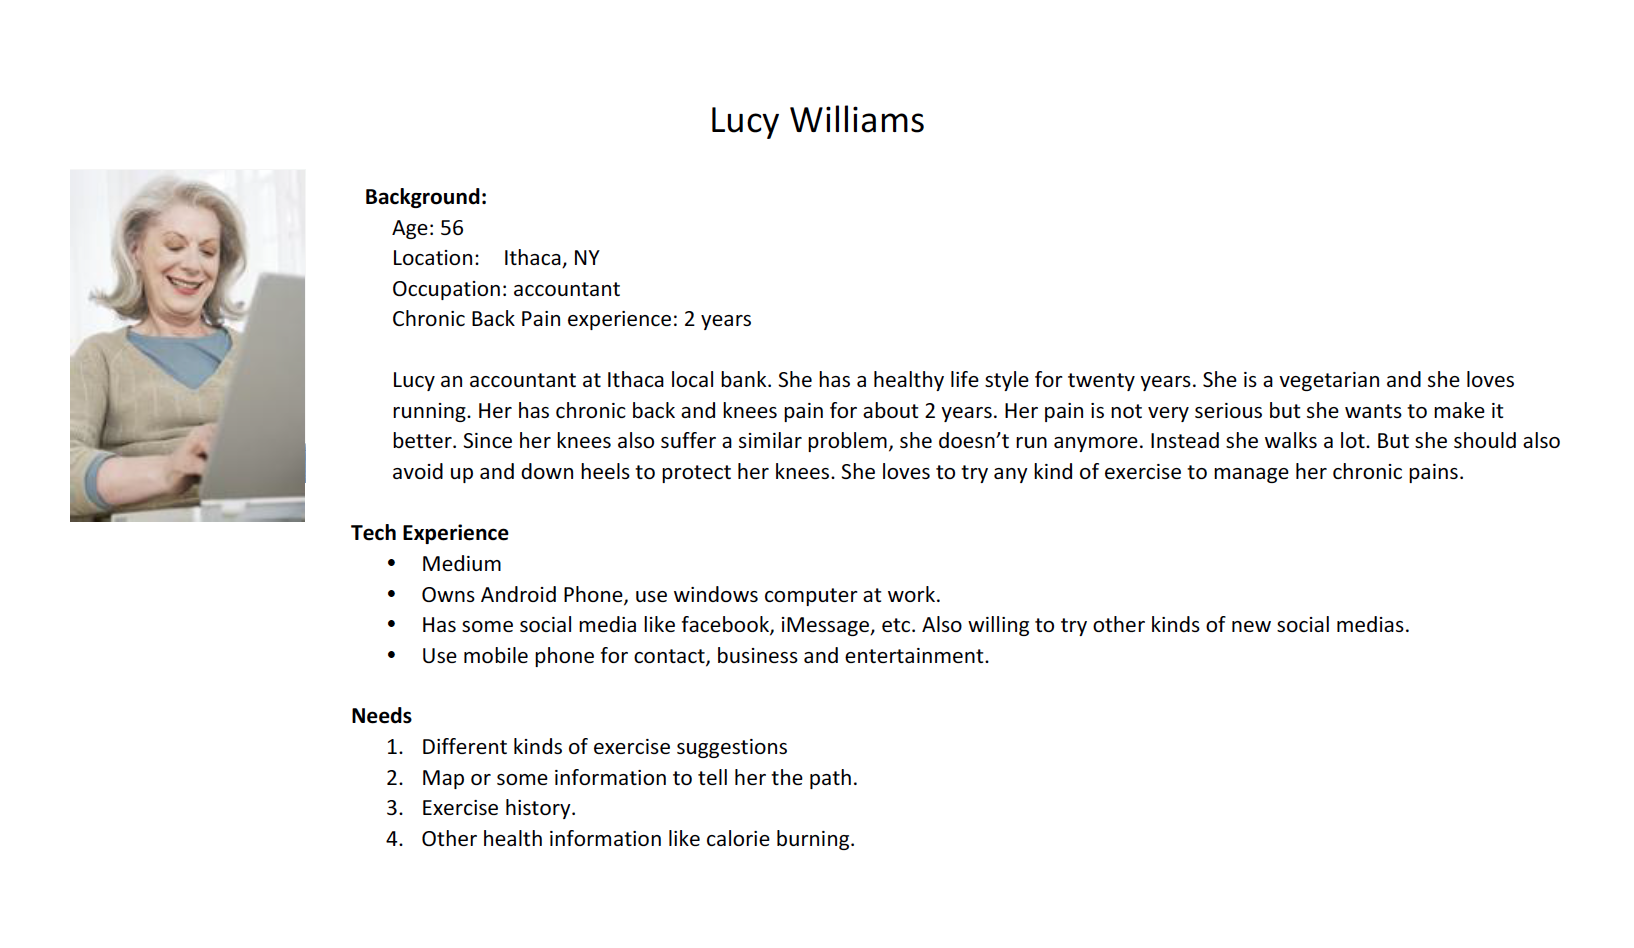 Lucy Williams
Background:
Age: 56
Location: Ithaca, NY
Occupation: accountant
Chronic Back Pain experience: 2 years
Lucy an accountant at Ithaca local bank. She has a healthy life style for twenty years. She is a vegetarian and she loves
running. Her has chronic back and knees pain for about 2 years. Her pain is not very serious but she wants to make it
better. Since her knees also suffer a similar problem, she doesn’t run anymore. Instead she walks a lot. But she should also
avoid up and down heels to protect her knees. She loves to try any kind of exercise to manage her chronic pains.
Tech Experience
• Medium
• Owns Android Phone, use windows computer at work.
• Has some social media like facebook, iMessage, etc. Also willing to try other kinds of new social medias.
• Use mobile phone for contact, business and entertainment.
Needs
1. Different kinds of exercise suggestions
2. Map or some information to tell her the path.
3. Exercise history.
4. Other health information like calorie burning.